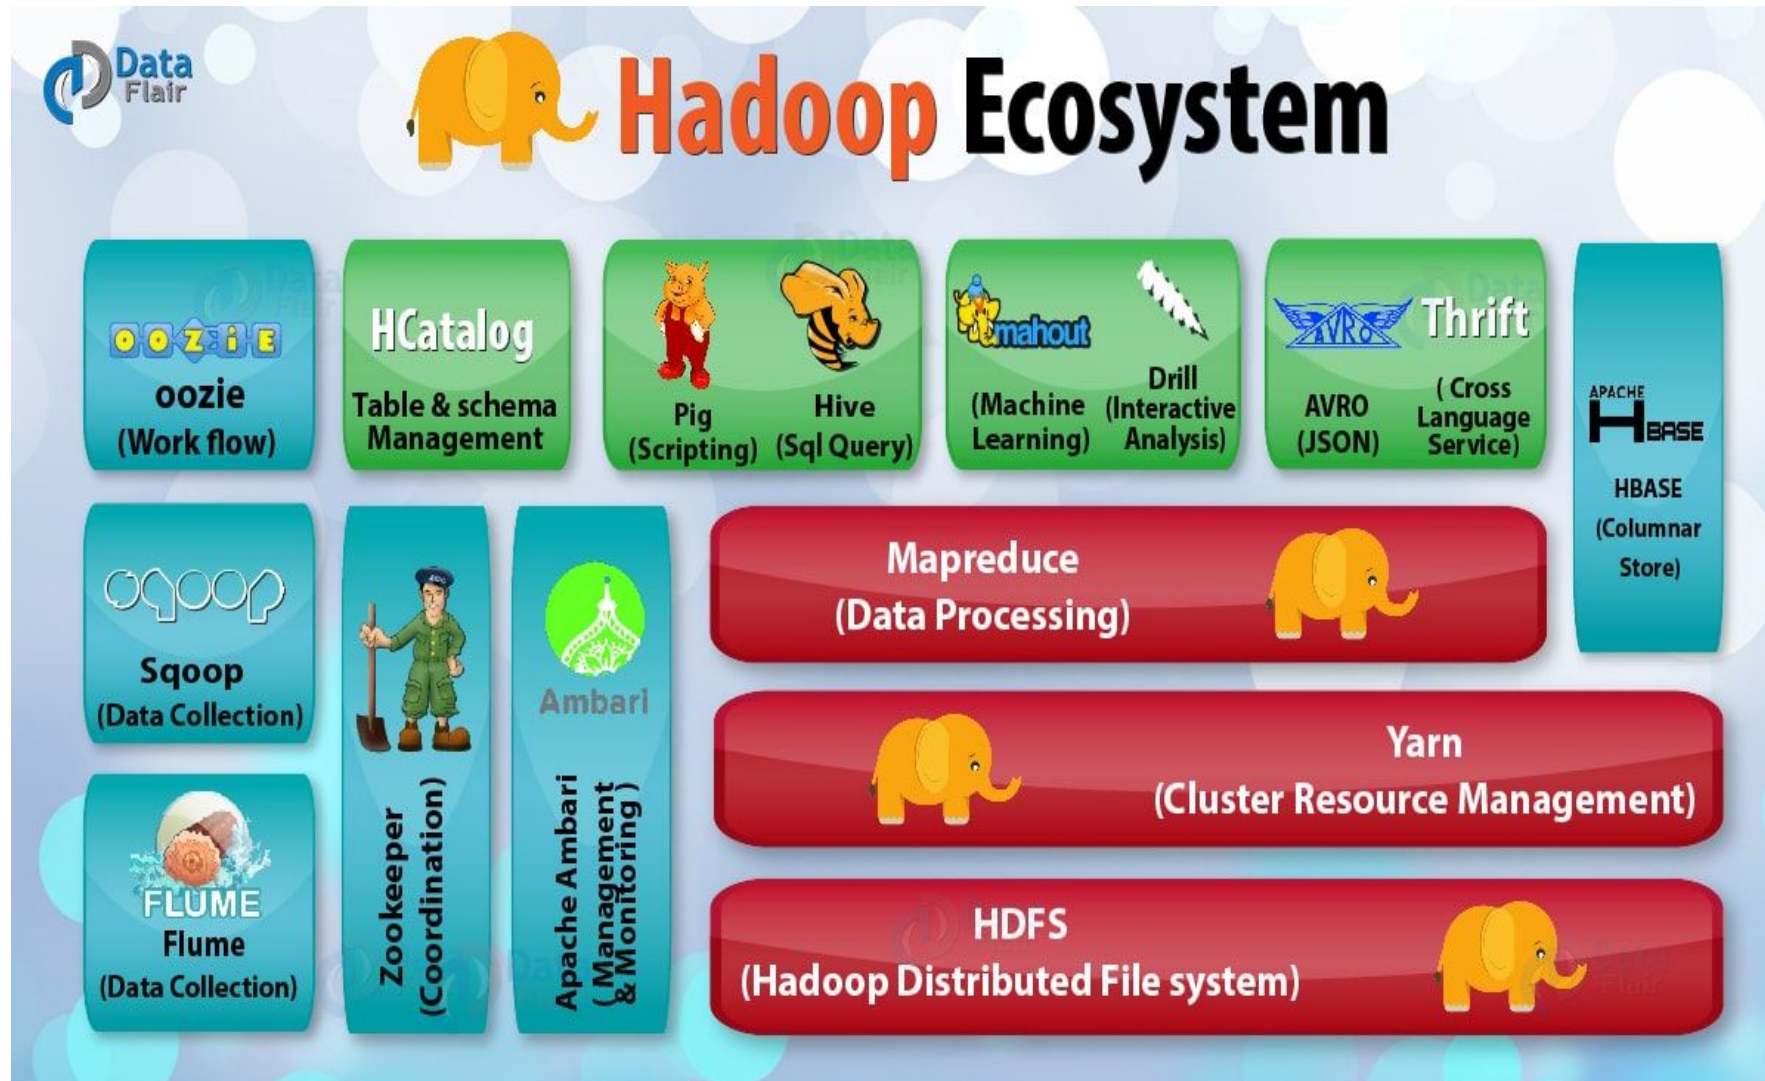 Data
Flair
Hadoop Ecosystem
OOZiE
oozie
(Work flow)
HCatalog
Table & schema
Management
Pig
(Scripting)
Hive
(Sql Query)
mahout
(Machine
Learning)
Drill
(Interactive
Analysis)
AVRO
AVRO
(JSON)
Thrift
( Cross
Language
Service)
APACHE
HBASE
HBASE
(Columnar
Store)
sqoop
Sqoop
(Data Collection)
FLUME
Flume
(Data Collection)
Zookeeper
(Coordination)
Ambari
Apache Ambari
( Management
& Monitoring )
Mapreduce
(Data Processing)
Yarn
(Cluster Resource Management)
HDFS
(Hadoop Distributed File system)